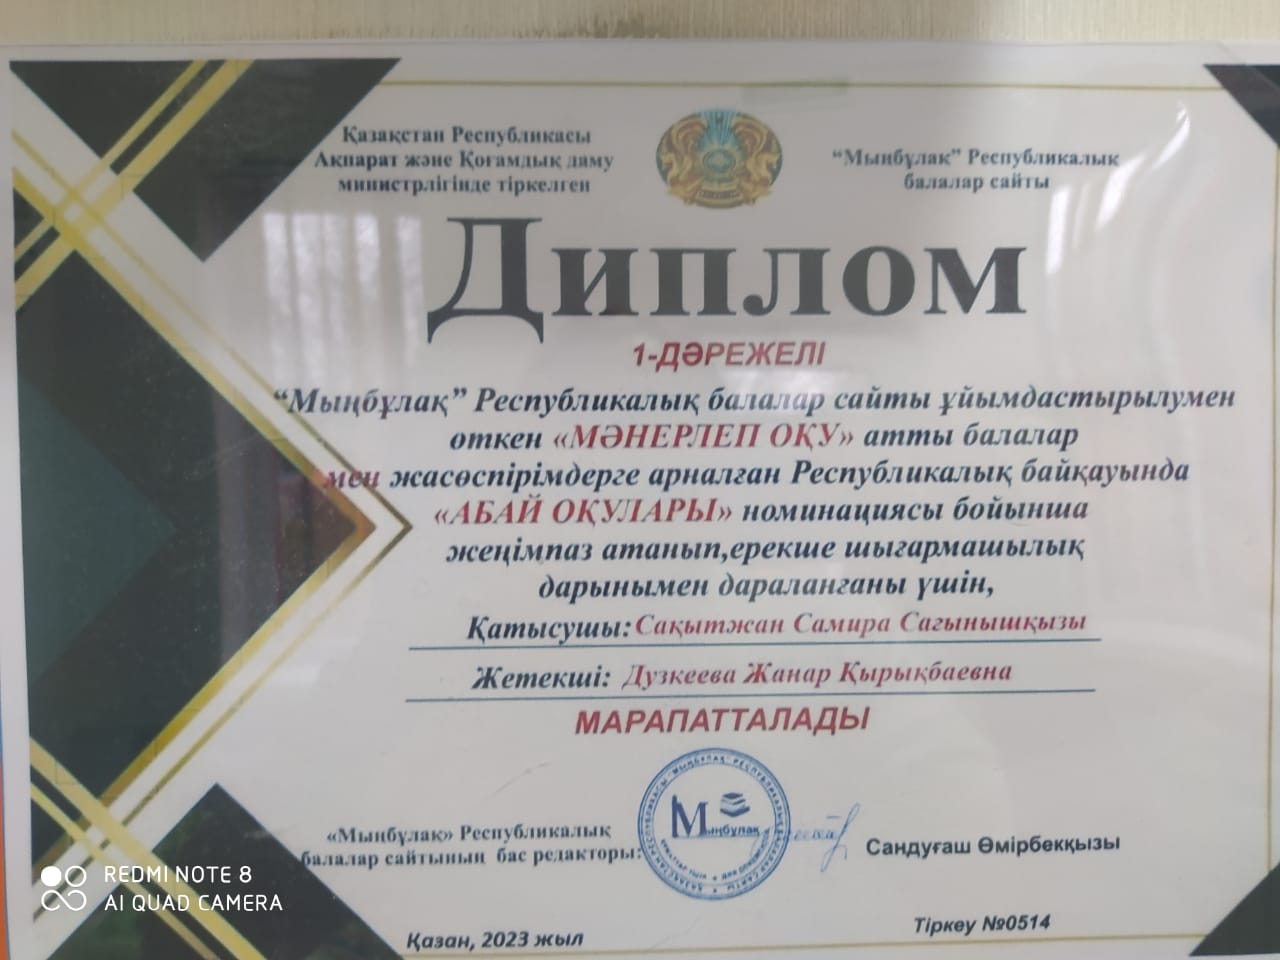 Қазақстан Республикасы
Ақпарат және Қоғамдық даму
министрлігінде тіркелген
“Мыңбұлақ” Республикалық
балалар сайты
Диплом
1-ДӘРЕЖЕЛІ
“Мыңбұлақ” Республикалық балалар сайты ұйымдастырылумен
өткен «МӘНЕРЛЕП ОҚУ» атты балалар
мен жасөспірімдерге арналған Республикалық байқауында
«АБАЙ ОҚУЛАРЫ» номинациясы бойынша
жеңімпаз атанып,ерекше шығармашылық
дарынымен дараланғаны үшін,
Қатысушы: Сақытжан Самира Сағынышқызы
Жетекші: Дузкеева Жанар Қырықбаевна
МАРАПАТТАЛАДЫ
«Мыңбұлақ» Республикалық
балалар сайтының бас редакторы:
Мыңбұлақ
Сандуғаш Өмірбекқызы
Қазан, 2023 жыл
Тіркеу №0514
REDMI NOTE 8
AI QUAD CAMERA